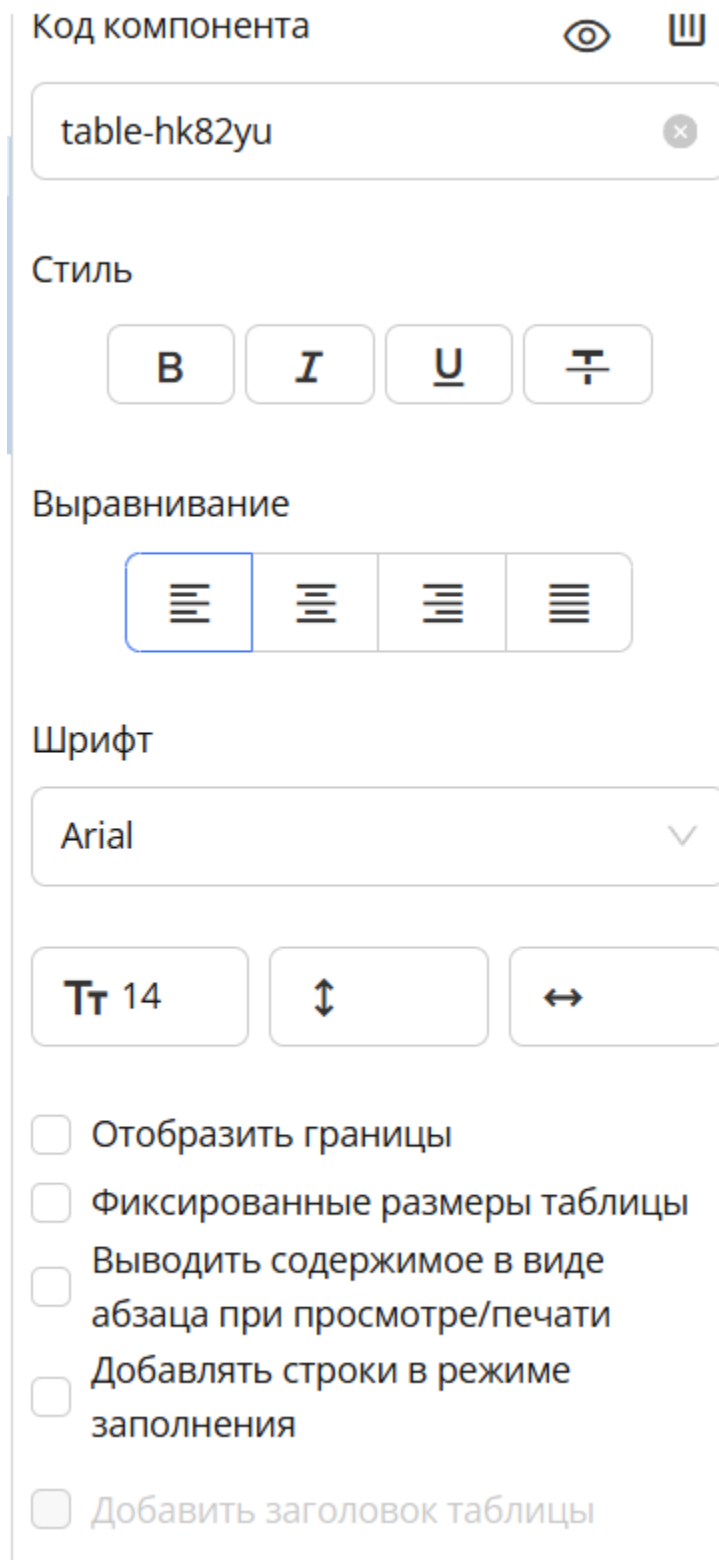 Код компонента
table-hk82yu
Стиль
B I U T
Выравнивание
Шрифт
Arial
Tт 14
Отобразить границы
Фиксированные размеры таблицы
Выводить содержимое в виде
абзаца при просмотре/печати
Добавлять строки в режиме
заполнения
Добавить заголовок таблицы